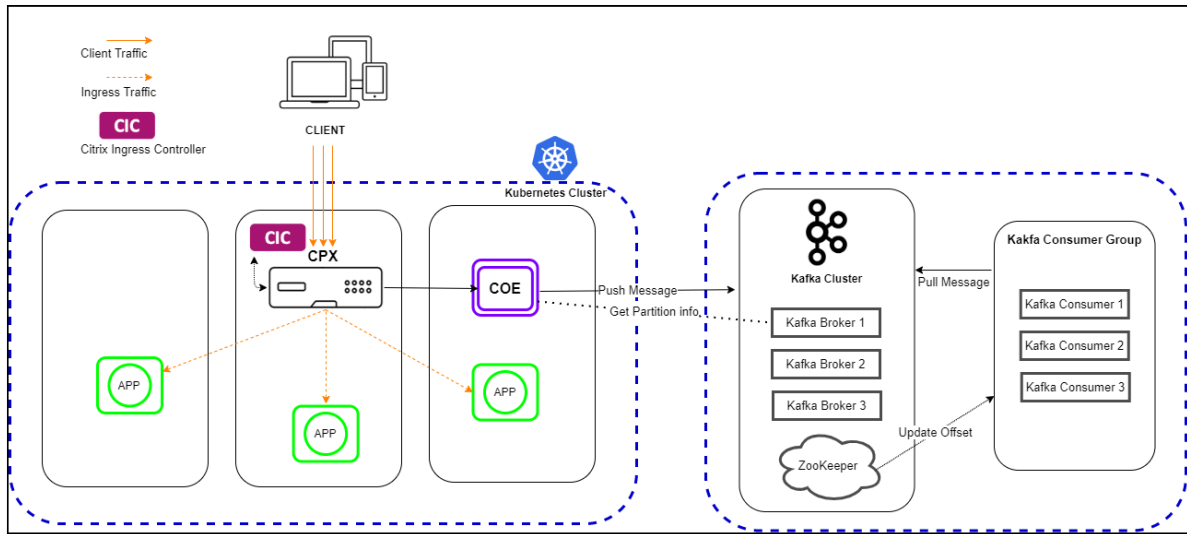 Client Traffic
Ingress Traffic
CIC
Citrix Ingress Controller
CLIENT
Kubernetes Cluster
CIC
CPX
COE
APP
APP
APP
Push Message
Get Partition info
Kafka Cluster
Kafka Broker 1
Kafka Broker 2
Kafka Broker 3
ZooKeeper
Pull Message
Update Offset
Kakfa Consumer Group
Kafka Consumer 1
Kafka Consumer 2
Kafka Consumer 3